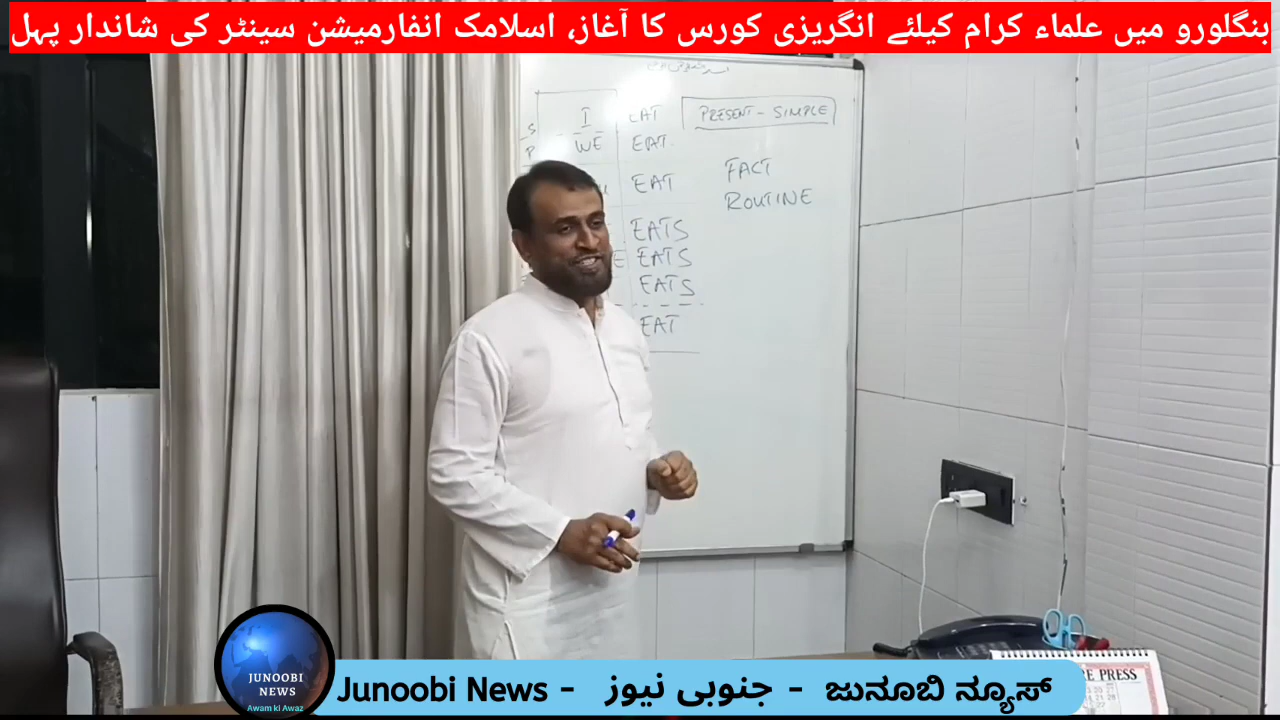 بنگلورو میں علماء کرام کیلئے انگریزی کورس کا آغاز، اسلامک انفارمیشن سینٹر کی شاندار پہل
PRESENT - SIMPLE
S I EAT
P WE EAT
FACT
EAT
ROUTINE
EATS
E EATS
EATS
EAT
RE PRESS
JUNOOBI
NEWS
Awam ki Awaz
Junoobi News - جنوبی نیوز - ಜುನೂಬಿ ನ್ಯೂಸ್